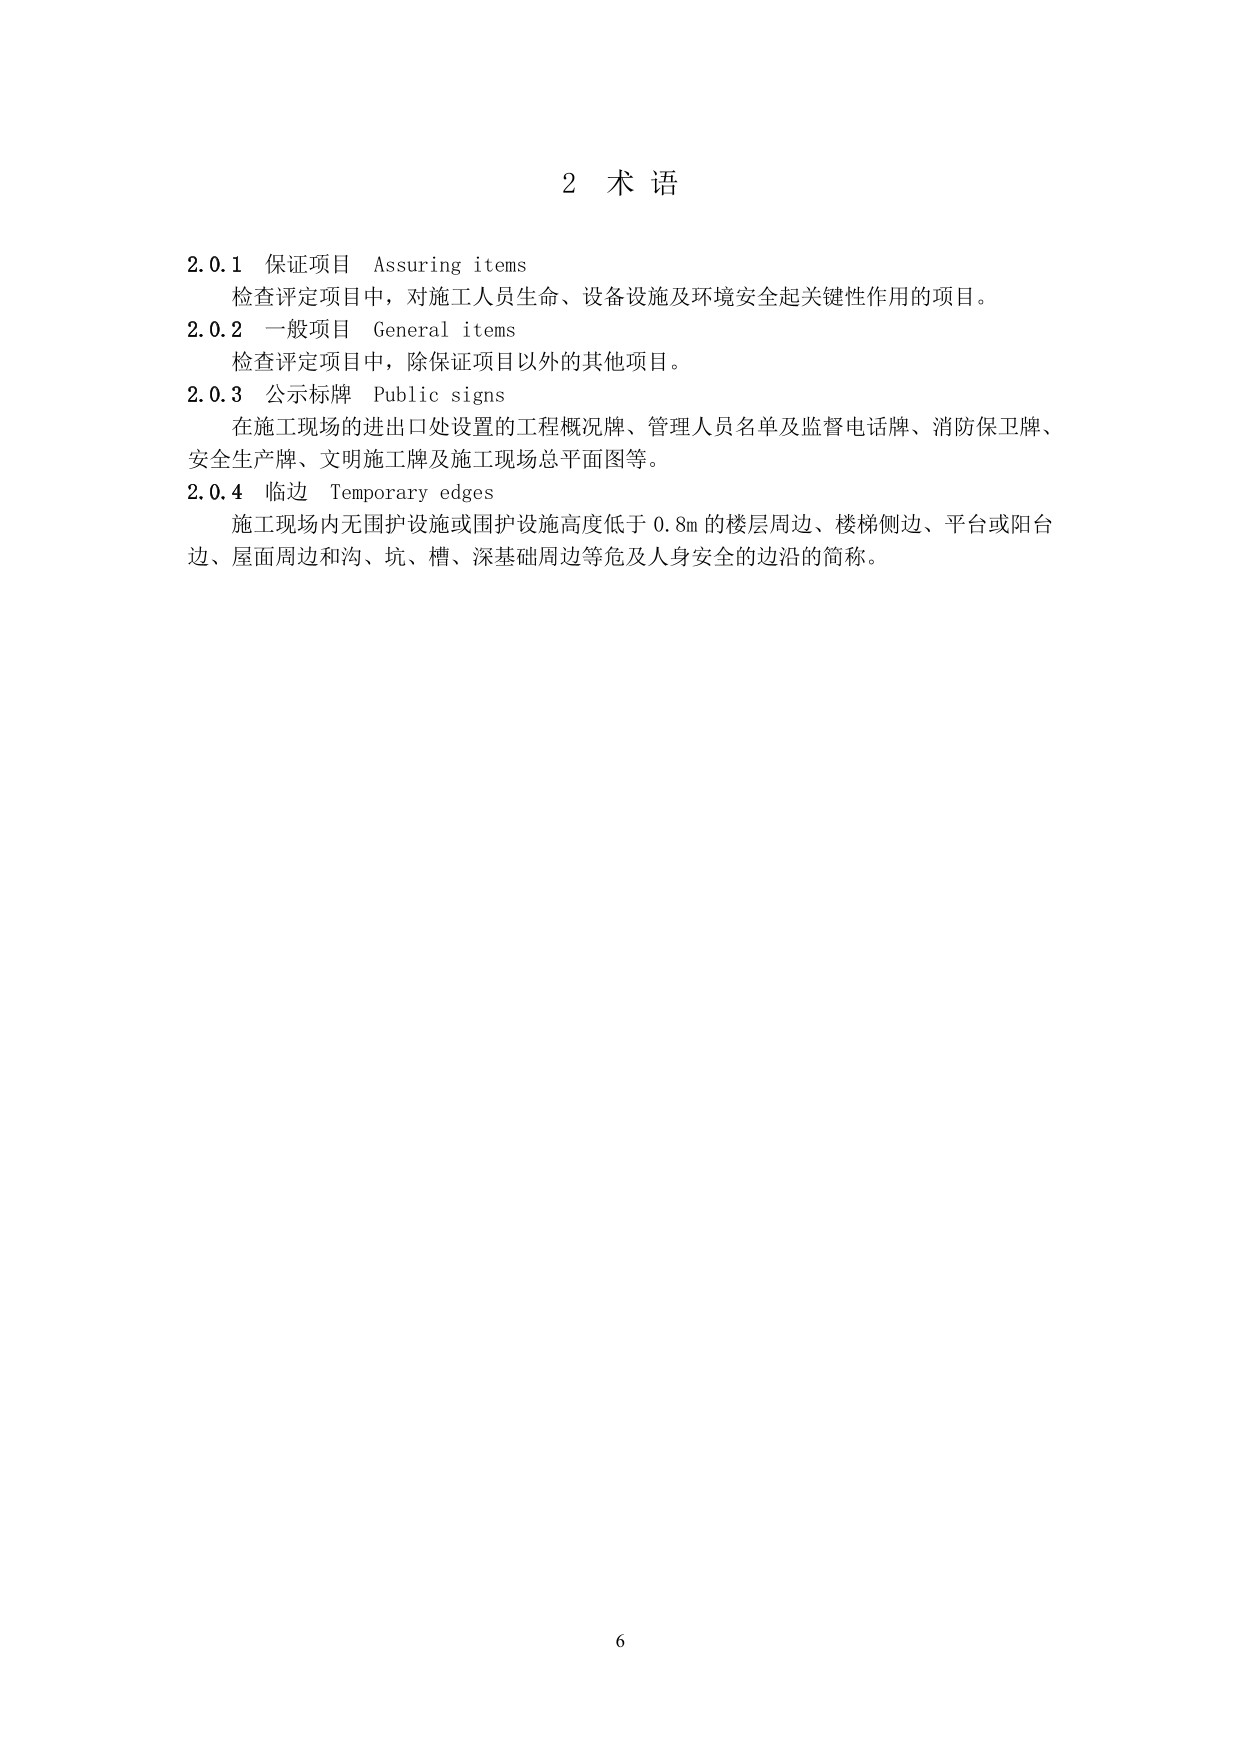 2 术 语
2.0.1 保证项目 Assuring items
检查评定项目中，对施工人员生命、设备设施及环境安全起关键性作用的项目。
2.0.2 一般项目 General items
检查评定项目中，除保证项目以外的其他项目。
2.0.3 公示标牌 Public signs
在施工现场的进出口处设置的工程概况牌、管理人员名单及监督电话牌、消防保卫牌、
安全生产牌、文明施工牌及施工现场总平面图等。
2.0.4 临边 Temporary edges
施工现场内无围护设施或围护设施高度低于 0.8m 的楼层周边、楼梯侧边、平台或阳台
边、屋面周边和沟、坑、槽、深基础周边等危及人身安全的边沿的简称。
6